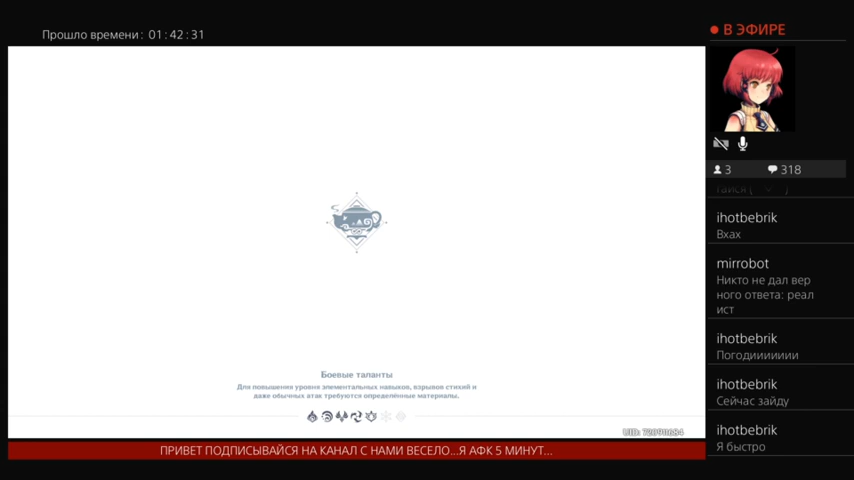 Прошло времени: 01:42:31
В ЭФИРЕ
3 318
ihotbebrik
Вхах
mirrobot
Никто не дал вер
ного ответа: реал
ист
ihotbebrik
Погодииииии
ihotbebrik
Сейчас зайду
ihotbebrik
Я быстро
Боевые таланты
Для повышения уровня элементальных навыков, взрывов стихий и
даже обычных атак требуются определённые материалы.
ПРИВЕТ ПОДПИСЫВАЙСЯ НА КАНАЛ С НАМИ ВЕСЕЛО...Я АФК 5 МИНУТ...